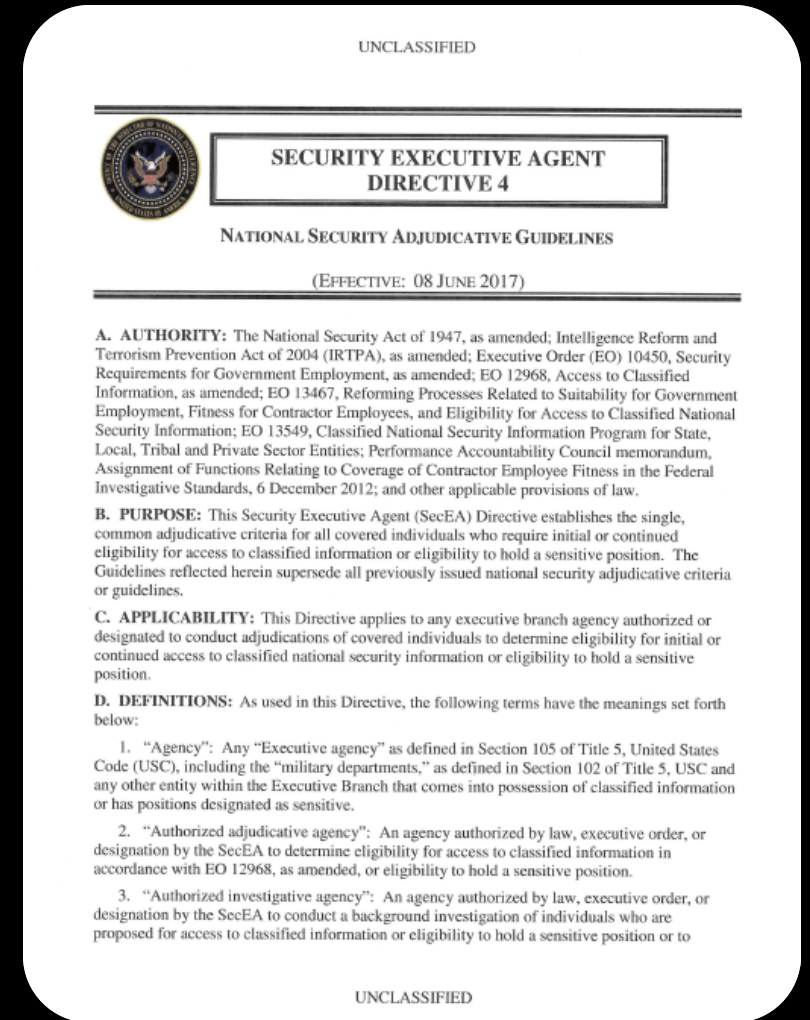 UNCLASSIFIED
SECURITY EXECUTIVE AGENT
DIRECTIVE 4
NATIONAL SECURITY ADJUDICATIVE GUIDELINES
(EFFECTIVE: 08 JUNE 2017)
A. AUTHORITY: The National Security Act of 1947, as amended; Intelligence Reform and
Terrorism Prevention Act of 2004 (IRTPA), as amended; Executive Order (EO) 10450, Security
Requirements for Government Employment, as amended; EO 12968, Access to Classified
Information, as amended; EO 13467, Reforming Processes Related to Suitability for Government
Employment, Fitness for Contractor Employees, and Eligibility for Access to Classified National
Security Information; EO 13549, Classified National Security Information Program for State,
Local, Tribal and Private Sector Entities; Performance Accountability Council memorandum,
Assignment of Functions Relating to Coverage of Contractor Employee Fitness in the Federal
Investigative Standards, 6 December 2012; and other applicable provisions of law.
B. PURPOSE: This Security Executive Agent (SecEA) Directive establishes the single,
common adjudicative criteria for all covered individuals who require initial or continued
eligibility for access to classified information or eligibility to hold a sensitive position. The
Guidelines reflected herein supersede all previously issued national security adjudicative criteria
or guidelines.
C. APPLICABILITY: This Directive applies to any executive branch agency authorized or
designated to conduct adjudications of covered individuals to determine eligibility for initial or
continued access to classified national security information or eligibility to hold a sensitive
position.
D. DEFINITIONS: As used in this Directive, the following terms have the meanings set forth
below:
1. “Agency”: Any “Executive agency” as defined in Section 105 of Title 5, United States
Code (USC), including the “military departments,” as defined in Section 102 of Title 5, USC and
any other entity within the Executive Branch that comes into possession of classified information
or has positions designated as sensitive.
2. “Authorized adjudicative agency”: An agency authorized by law, executive order, or
designation by the SecEA to determine eligibility for access to classified information in
accordance with EO 12968, as amended, or eligibility to hold a sensitive position.
3. “Authorized investigative agency”: An agency authorized by law, executive order, or
designation by the SecEA to conduct a background investigation of individuals who are
proposed for access to classified information or eligibility to hold a sensitive position or to
UNCLASSIFIED